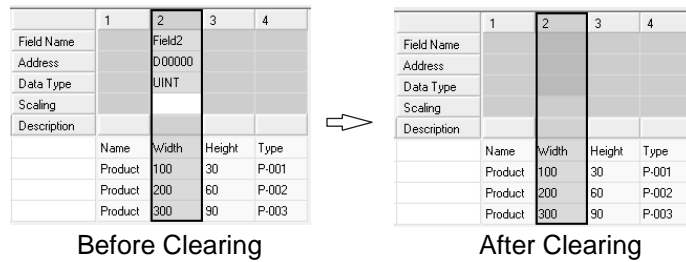 1 2 3 4
Field Name Field2
Address D00000
Data Type UINT
Scaling
Description
Name Width Height Type
Product 100 30 P-001
Product 200 60 P-002
Product 300 90 P-003
Before Clearing
1 2 3 4
Field Name
Address
Data Type
Scaling
Description
Name Width Height Type
Product 100 30 P-001
Product 200 60 P-002
Product 300 90 P-003
After Clearing